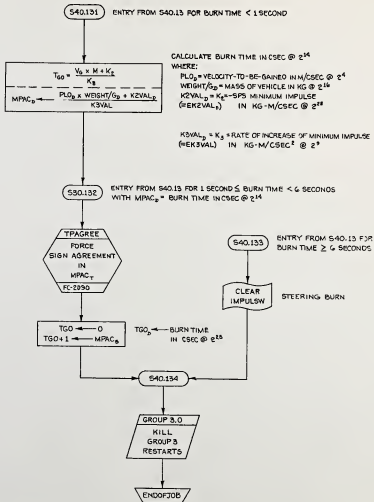 S40.131
ENTRY FROM S40.13 FOR BURN TIME < 1 SECOND
CALCULATE BURN TIME IN CSEC @ 2^14
WHERE:
PLO_D = VELOCITY-TO-BE-GAINED IN M/CSEC @ 2^4
WEIGHT/G_D = MASS OF VEHICLE IN KG @ 2^16
K2VAL_D = K_2 = SPS MINIMUM IMPULSE
(=EK2VAL_D) IN KG-M/CSEC @ 2^23
T_GO = V_G × M + K_2
K_3
MPAC_D ← PLO_D × WEIGHT/G_D + K2VAL_D
K3VAL
K3VAL_D = K_3 = RATE OF INCREASE OF MINIMUM IMPULSE
(=EK3VAL) IN KG-M/CSEC² @ 2^9
S30.132
ENTRY FROM S40.13 FOR 1 SECOND ≤ BURN TIME < 6 SECONDS
WITH MPAC_D = BURN TIME IN CSEC @ 2^14
TPAGREE
FORCE
SIGN AGREEMENT
IN
MPAC_T
FC-2090
S40.133
ENTRY FROM S40.13 FOR
BURN TIME ≥ 6 SECONDS
CLEAR
IMPULSW
STEERING BURN
TGO ← 0
TGO+1 ← MPAC_S
TGO_D ← BURN TIME
IN CSEC @ 2^28
S40.134
GROUP 3.0
KILL
GROUP 3
RESTARTS
ENDOFJOB